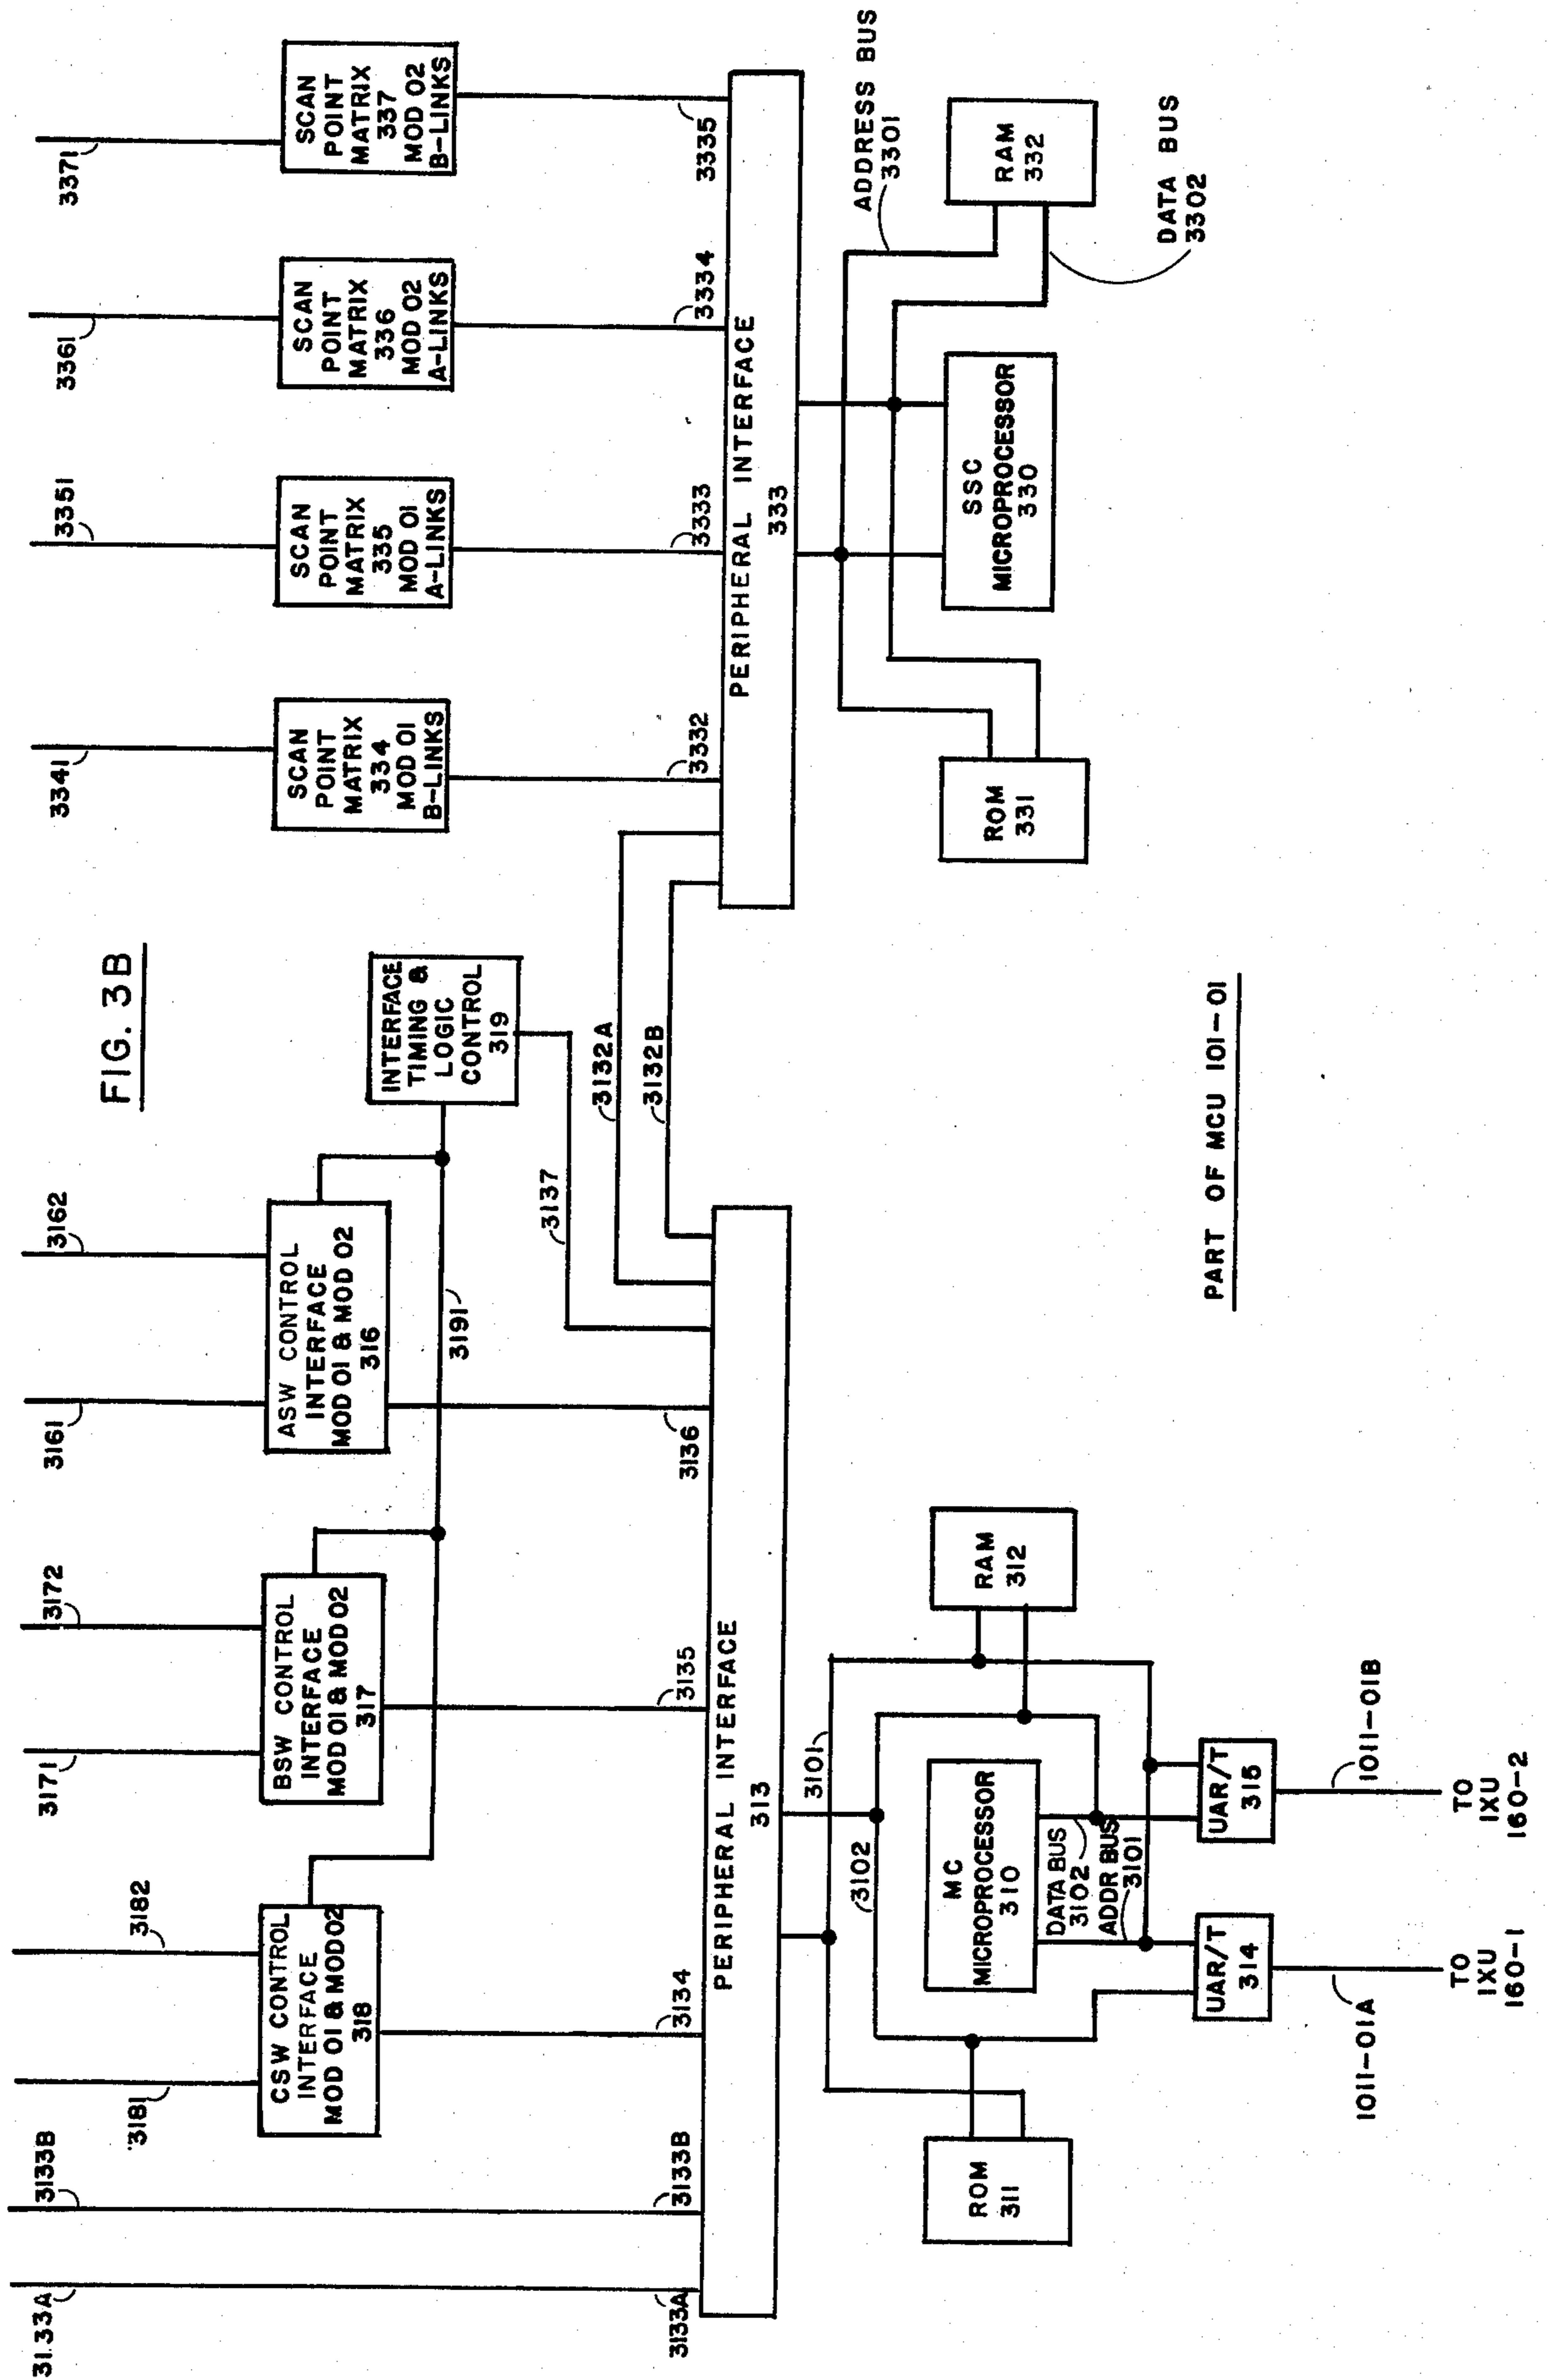 FIG. 3B
3133A
3133B
3181
3182
3171
3172
3161
3162
3341
3351
3361
3371
CSW CONTROL
INTERFACE
MOD 01 & MOD 02
318
BSW CONTROL
INTERFACE
MOD 01 & MOD 02
317
ASW CONTROL
INTERFACE
MOD 01 & MOD 02
316
INTERFACE
TIMING &
LOGIC
CONTROL
319
SCAN
POINT
MATRIX
334
MOD 01
B-LINKS
SCAN
POINT
MATRIX
335
MOD 01
A-LINKS
SCAN
POINT
MATRIX
336
MOD 02
A-LINKS
SCAN
POINT
MATRIX
337
MOD 02
B-LINKS
3191
3137
3132A
3132B
3133A
3133B
3134
3135
3136
3332
3333
3334
3335
PERIPHERAL INTERFACE
313
PERIPHERAL INTERFACE
333
3102
3101
ADDRESS BUS
3301
ROM
311
MC
MICROPROCESSOR
310
RAM
312
DATA BUS
3102
ADDR BUS
3101
ROM
331
SSC
MICROPROCESSOR
330
RAM
332
DATA BUS
3302
UAR/T
314
UAR/T
315
1011-01A
1011-01B
TO
IXU
160-1
TO
IXU
160-2
PART OF MCU 101-01